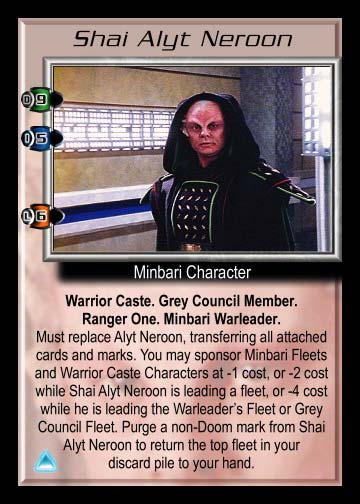 Shai Alyt Neroon
D 9
I 5
L 6
Minbari Character
Warrior Caste. Grey Council Member.
Ranger One. Minbari Warleader.
Must replace Alyt Neroon, transferring all attached
cards and marks. You may sponsor Minbari Fleets
and Warrior Caste Characters at -1 cost, or -2 cost
while Shai Alyt Neroon is leading a fleet, or -4 cost
while he is leading the Warleader's Fleet or Grey
Council Fleet. Purge a non-Doom mark from Shai
Alyt Neroon to return the top fleet in your
discard pile to your hand.